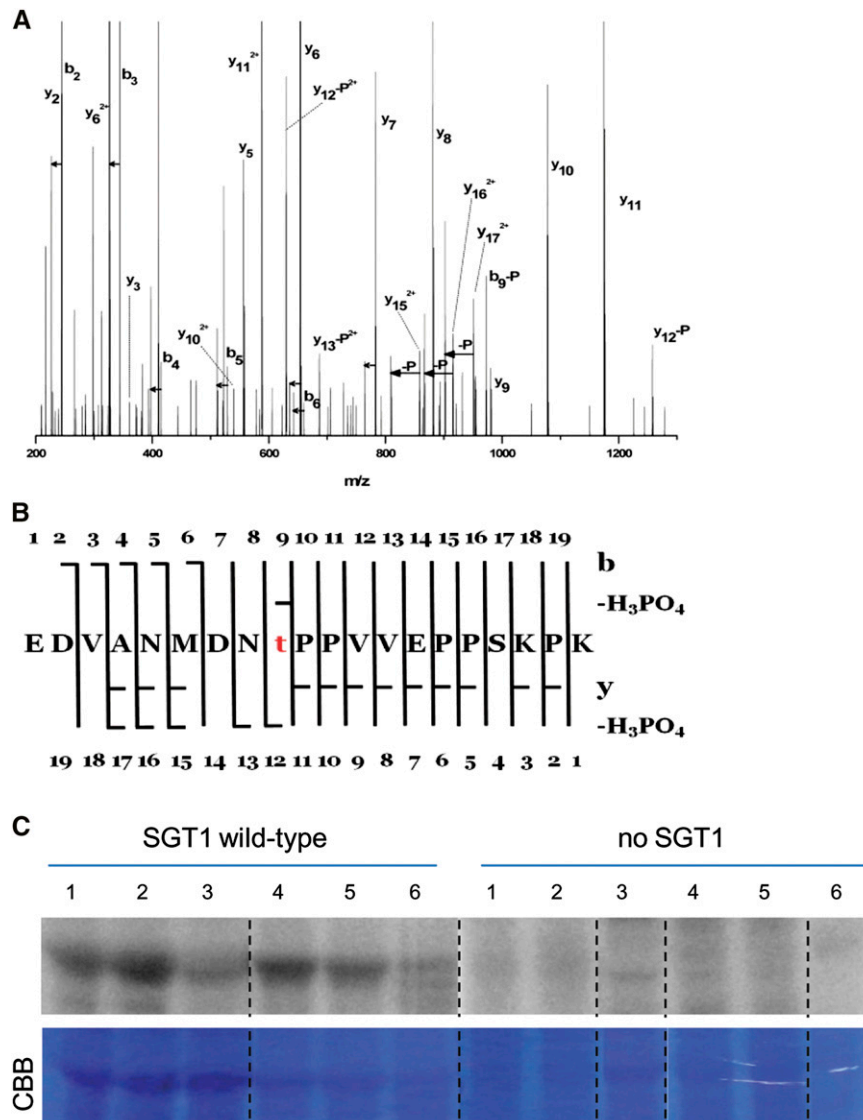 A
y2
b2
y6 2+
b3
y3
b4
y10 2+
b5
y5
y11 2+
b6
y6
y12-P2+
y13-P2+
y7
y15 2+
-P
-P
-P
y8
y16 2+
y17 2+
b9-P
y9
y10
y11
y12-P
200 400 600 800 1000 1200
m/z
B
1 2 3 4 5 6 7 8 9 10 11 12 13 14 15 16 17 18 19
b
-H3PO4
E D V A N M D N t P P V V E P P S K P K
y
-H3PO4
19 18 17 16 15 14 13 12 11 10 9 8 7 6 5 4 3 2 1
C
SGT1 wild-type no SGT1
1 2 3 4 5 6 1 2 3 4 5 6
CBB